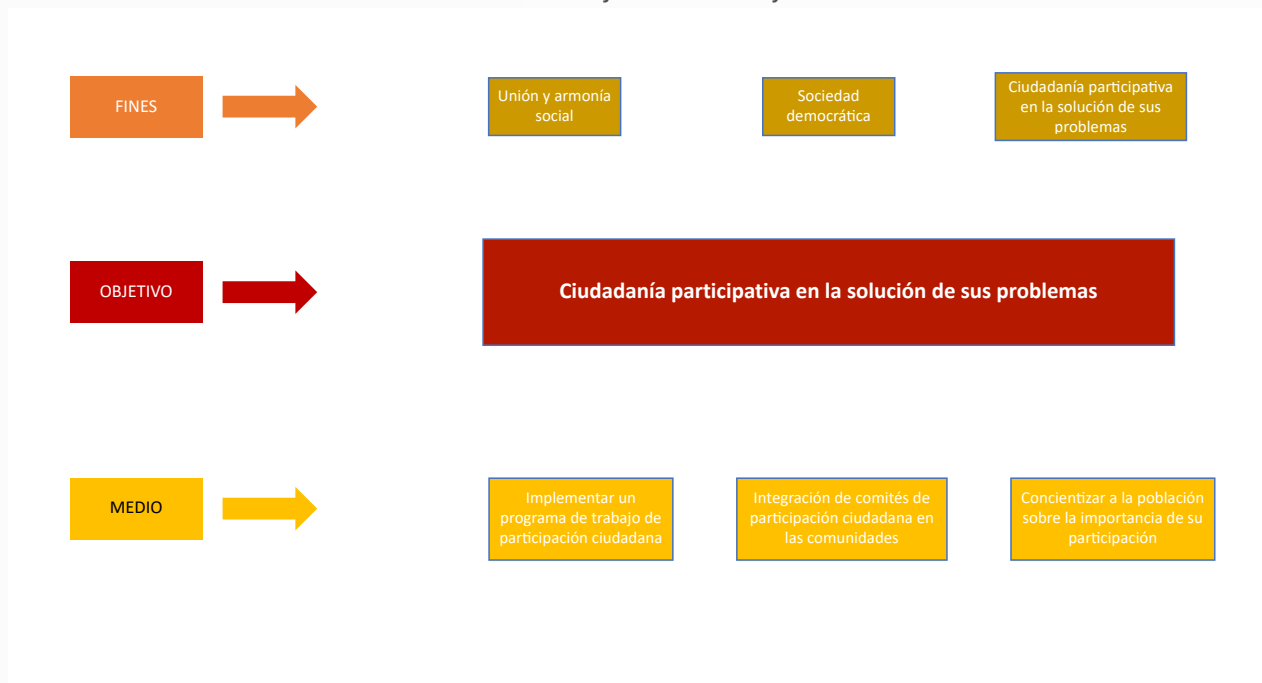 FINES
Unión y armonía
social
Sociedad
democrática
Ciudadanía participativa
en la solución de sus
problemas
OBJETIVO
Ciudadanía participativa en la solución de sus problemas
MEDIO
Implementar un
programa de trabajo de
participación ciudadana
Integración de comités de
participación ciudadana en
las comunidades
Concientizar a la población
sobre la importancia de su
participación